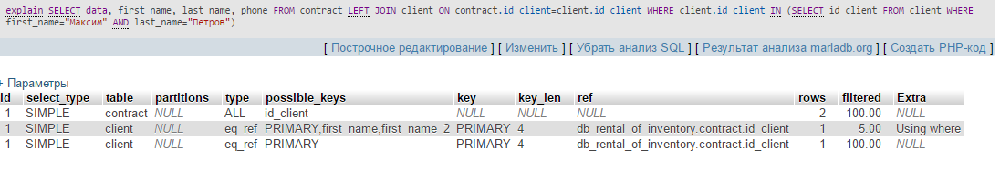 explain SELECT data, first_name, last_name, phone FROM contract LEFT JOIN client ON contract.id_client=client.id_client WHERE client.id_client IN (SELECT id_client FROM client WHERE
first_name="Максим" AND last_name="Петров")
[ Построчное редактирование ] [ Изменить ] [ Убрать анализ SQL ] [ Результат анализа mariadb.org ] [ Создать PHP-код ]
+ Параметры
id select_type table partitions type possible_keys key key_len ref rows filtered Extra
1 SIMPLE contract NULL ALL id_client NULL NULL NULL 2 100.00 NULL
1 SIMPLE client NULL eq_ref PRIMARY,first_name,first_name_2 PRIMARY 4 db_rental_of_inventory.contract.id_client 1 5.00 Using where
1 SIMPLE client NULL eq_ref PRIMARY PRIMARY 4 db_rental_of_inventory.contract.id_client 1 100.00 NULL